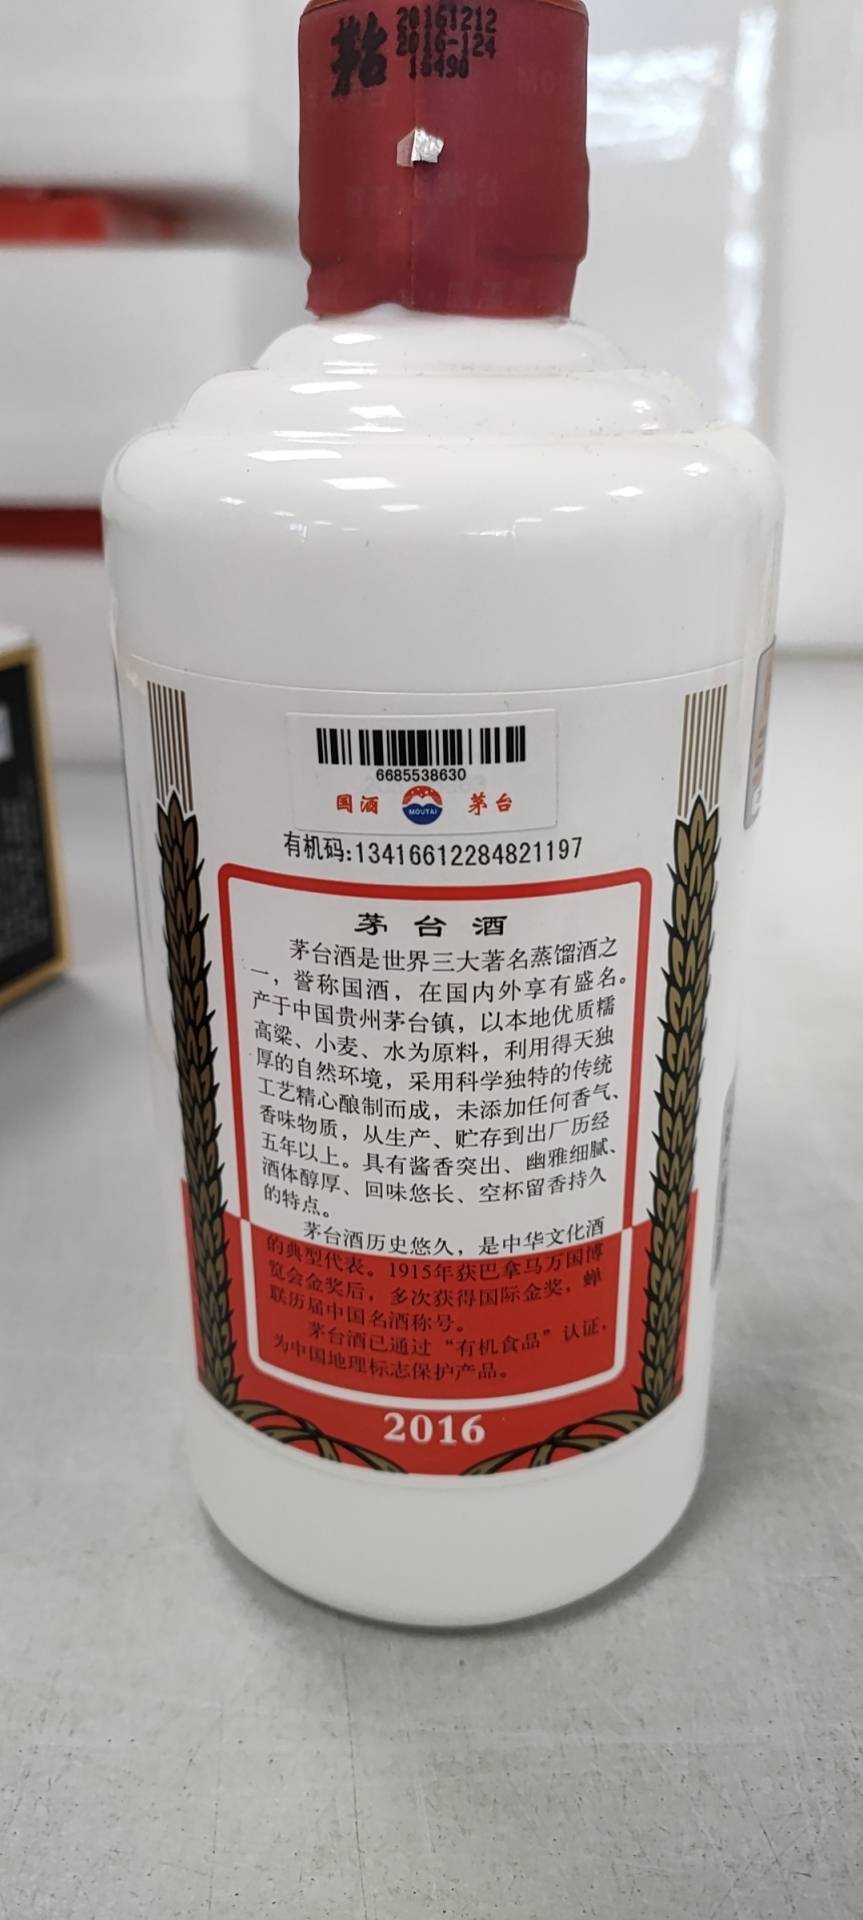 茅台 20161212
2016-124
16490
6685538630
国酒 MOUTAI 茅台
有机码:13416612284821197
茅台酒
茅台酒是世界三大著名蒸馏酒之
一，誉称国酒，在国内外享有盛名。
产于中国贵州茅台镇，以本地优质糯
高粱、小麦、水为原料，利用得天独
厚的自然环境，采用科学独特的传统
工艺精心酿制而成，未添加任何香气、
香味物质，从生产、贮存到出厂历经
五年以上。具有酱香突出、幽雅细腻、
酒体醇厚、回味悠长、空杯留香持久
的特点。
茅台酒历史悠久，是中华文化酒
的典型代表。1915年获巴拿马万国博
览会金奖后，多次获得国际金奖，蝉
联历届中国名酒称号。
茅台酒已通过“有机食品”认证，
为中国地理标志保护产品。
2016